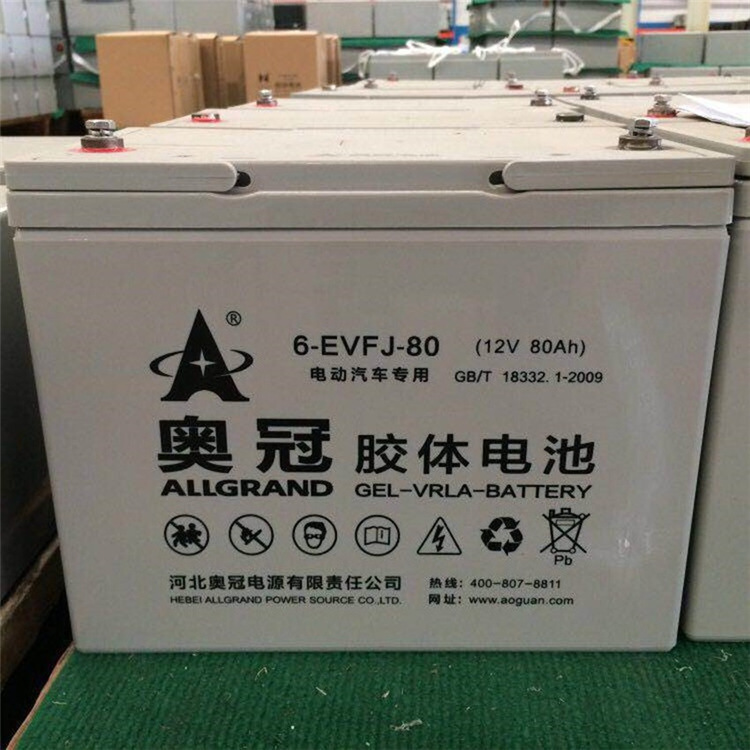 ®
6-EVFJ-80 (12V 80Ah)
电动汽车专用 GB/T 18332. 1-2009
奥冠 胶体电池
ALLGRAND GEL-VRLA-BATTERY
Pb
河北奥冠电源有限责任公司 热线: 400-807-8811
HEBEI ALLGRAND POWER SOURCE CO.,LTD. 网址: www.aoguan.com